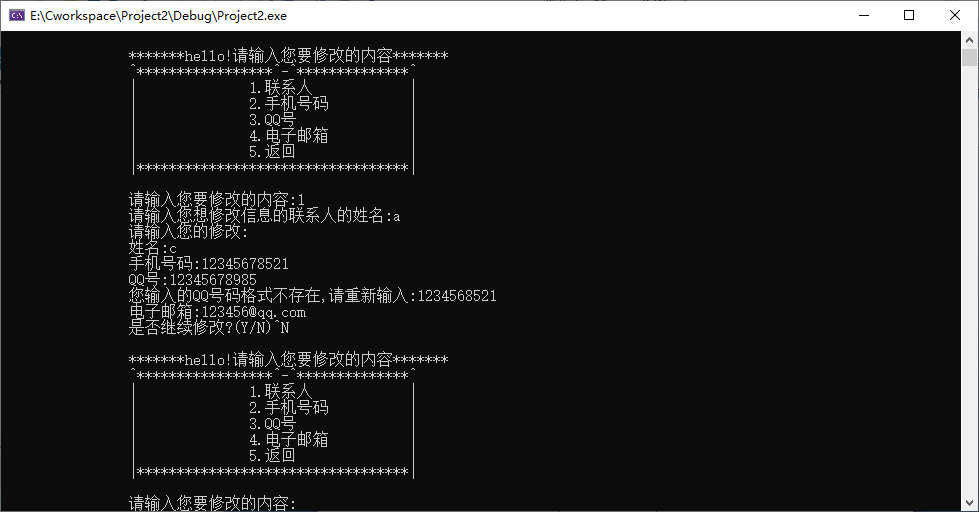 E:\Cworkspace\Project2\Debug\Project2.exe
*******hello!请输入您要修改的内容*******
^*****************^-^**************^
| 1.联系人 |
| 2.手机号码 |
| 3.QQ号 |
| 4.电子邮箱 |
| 5.返回 |
|**********************************|
请输入您要修改的内容:1
请输入您想修改信息的联系人的姓名:a
请输入您的修改:
姓名:c
手机号码:12345678521
QQ号:12345678985
您输入的QQ号码格式不存在,请重新输入:1234568521
电子邮箱:123456@qq.com
是否继续修改?(Y/N)^N
*******hello!请输入您要修改的内容*******
^*****************^-^**************^
| 1.联系人 |
| 2.手机号码 |
| 3.QQ号 |
| 4.电子邮箱 |
| 5.返回 |
|**********************************|
请输入您要修改的内容: